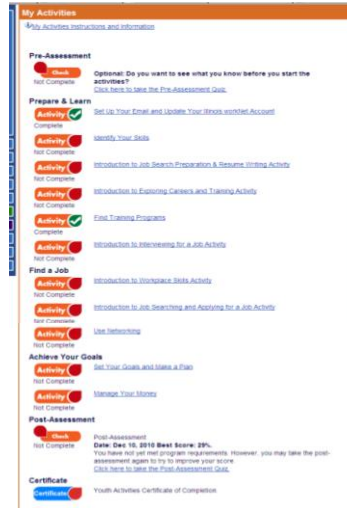 My Activities
My Activities Instructions and Information
Pre-Assessment
Check
Not Complete
Optional: Do you want to see what you know before you start the
activities?
Click here to take the Pre-Assessment Quiz.
Prepare & Learn
Activity
Complete
Set Up Your Email and Update Your Illinois workNet Account
Activity
Not Complete
Identify Your Skills
Activity
Not Complete
Introduction to Job Search Preparation & Resume Writing Activity
Activity
Not Complete
Introduction to Exploring Careers and Training Activity
Activity
Complete
Find Training Programs
Activity
Not Complete
Introduction to Interviewing for a Job Activity
Find a Job
Activity
Not Complete
Introduction to Workplace Skills Activity
Activity
Not Complete
Introduction to Job Searching and Applying for a Job Activity
Activity
Not Complete
Use Networking
Achieve Your Goals
Activity
Not Complete
Set Your Goals and Make a Plan
Activity
Not Complete
Manage Your Money
Post-Assessment
Check
Not Complete
Post-Assessment
Date: Dec 10, 2010 Best Score: 29%.
You have not yet met program requirements. However, you may take the post-
assessment again to try to improve your score
Click here to take the Post-Assessment Quiz.
Certificate
Certificate
Youth Activities Certificate of Completion